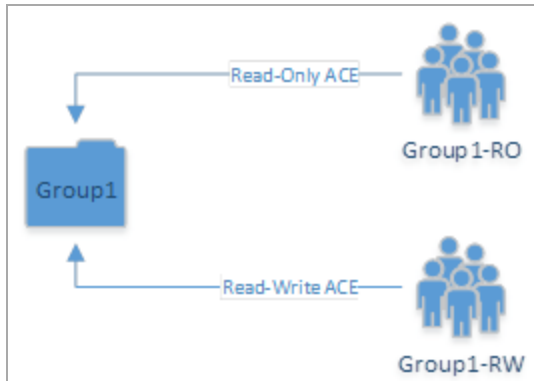 Read-Only ACE
Group1-RO
Group1
Read-Write ACE
Group1-RW